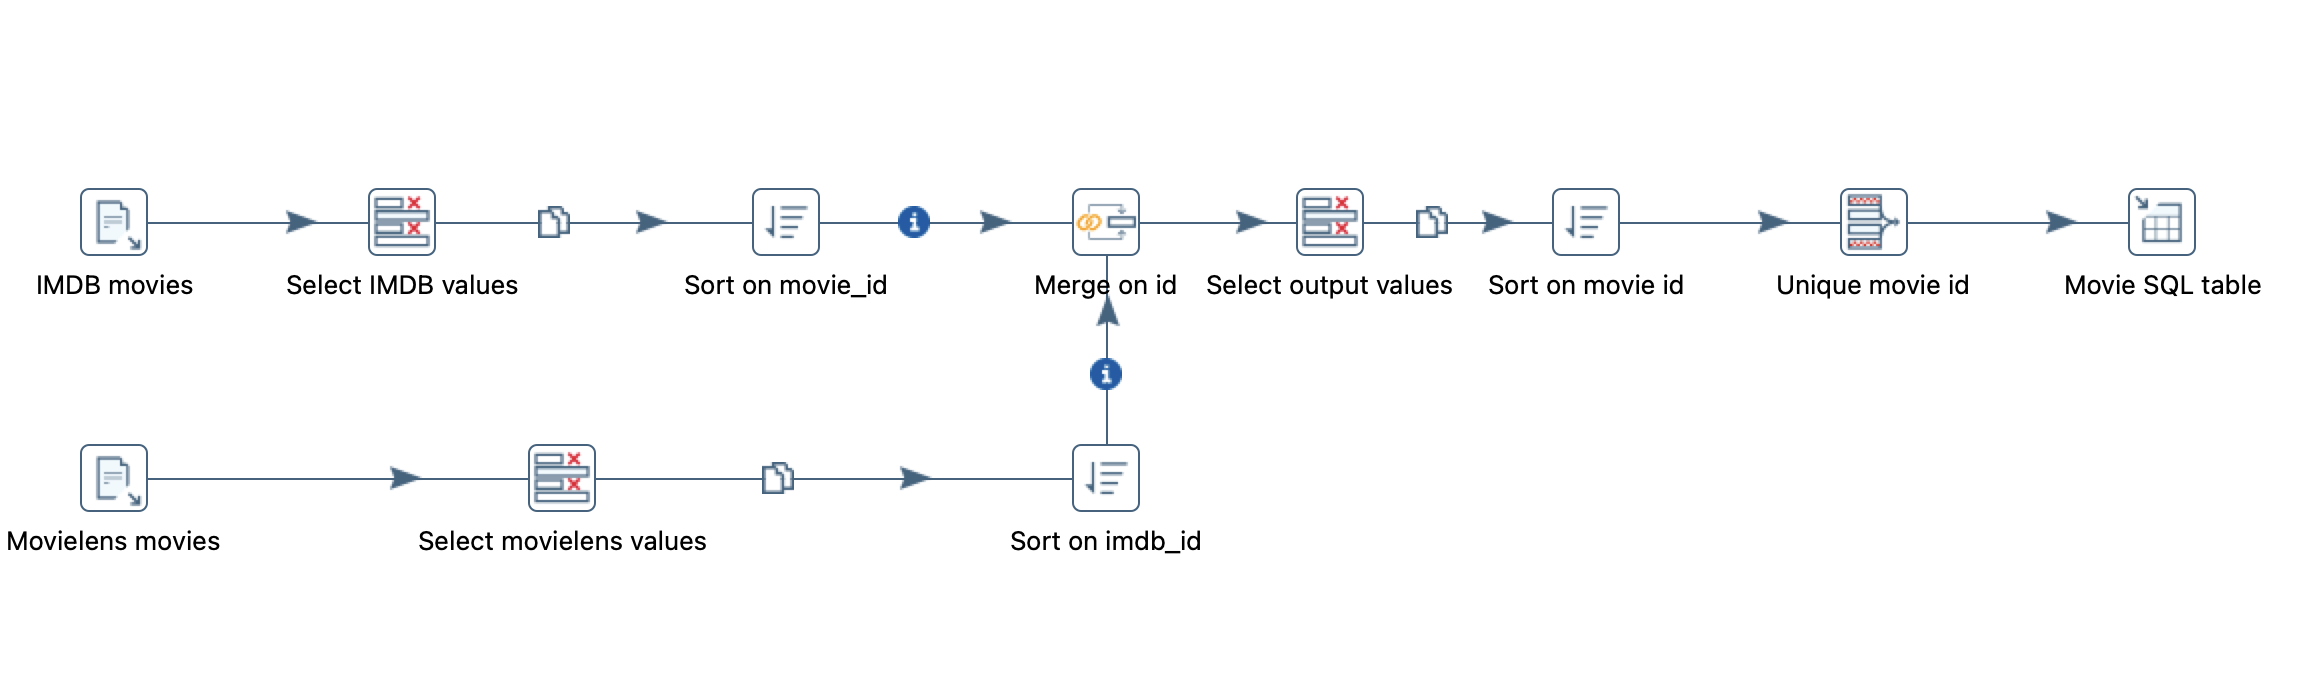 IMDB movies
Select IMDB values
Sort on movie_id
Merge on id
Select output values
Sort on movie id
Unique movie id
Movie SQL table
Movielens movies
Select movielens values
Sort on imdb_id